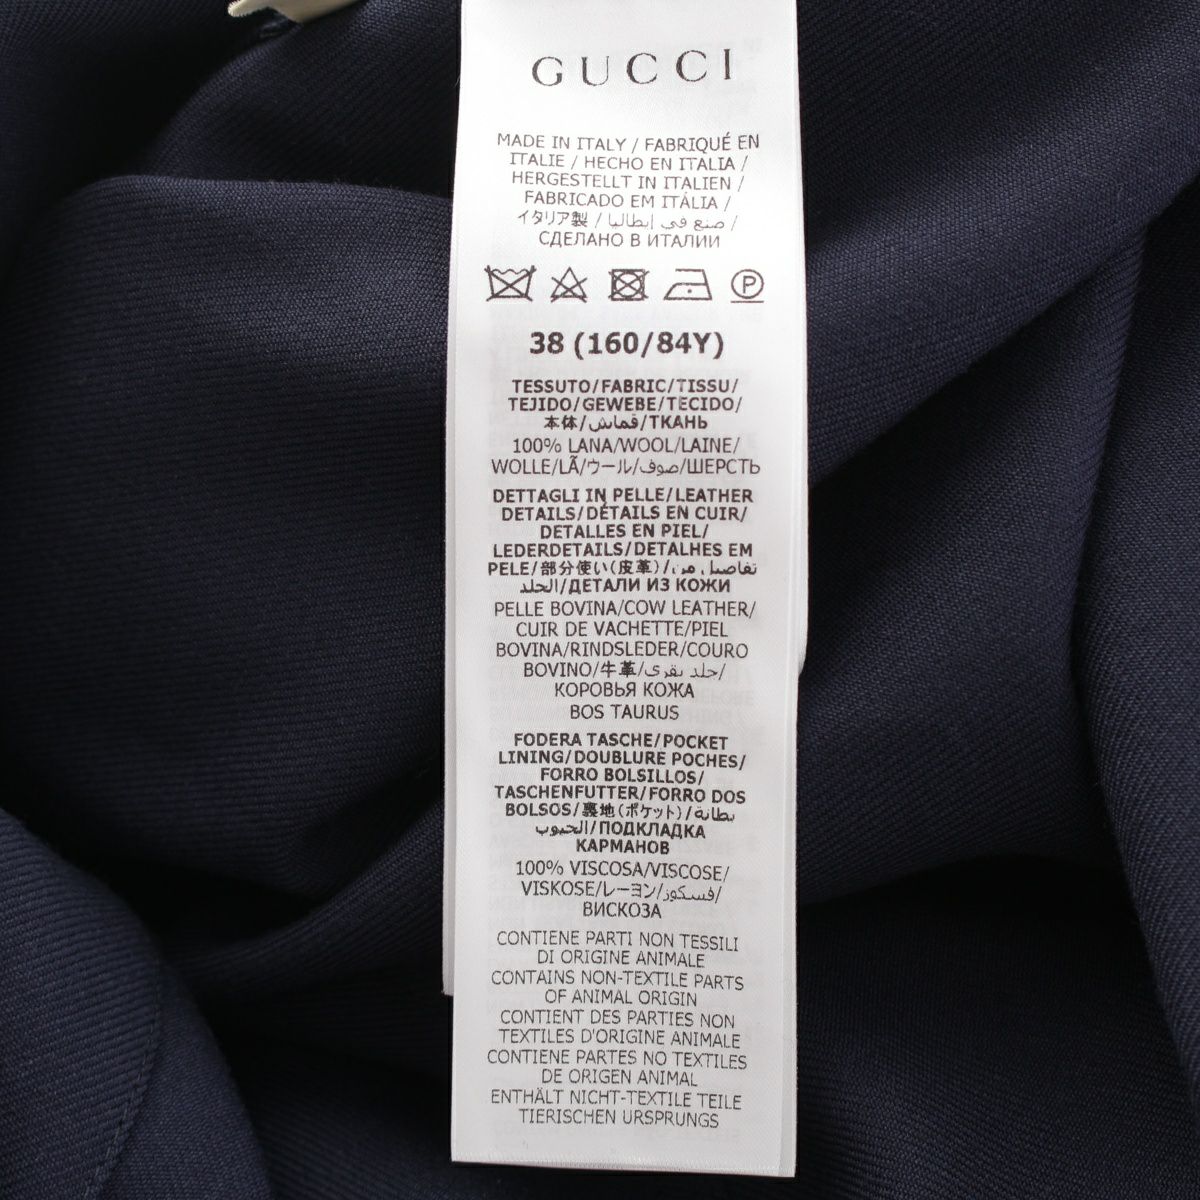 GUCCI
MADE IN ITALY / FABRIQUÉ EN
ITALIE / HECHO EN ITALIA /
HERGESTELLT IN ITALIEN /
FABRICADO EM ITÁLIA /
イタリア製 / صنع في إيطاليا /
СДЕЛАНО В ИТАЛИИ
P
38 (160/84Y)
TESSUTO/FABRIC/TISSU/
TEJIDO/GEWEBE/TECIDO/
本体/قماش/ТКАНЬ
100% LANA/WOOL/LAINE/
WOLLE/LÃ/ウール/صوف/ШЕРСТЬ
DETTAGLI IN PELLE/LEATHER
DETAILS/DÉTAILS EN CUIR/
DETALLES EN PIEL/
LEDERDETAILS/DETALHES EM
PELE/部分使い(皮革)/تفاصيل من
الجلد/ДЕТАЛИ ИЗ КОЖИ
PELLE BOVINA/COW LEATHER/
CUIR DE VACHETTE/PIEL
BOVINA/RINDSLEDER/COURO
BOVINO/牛革/جلد بقري/
КОРОВЬЯ КОЖА
BOS TAURUS
FODERA TASCHE/POCKET
LINING/DOUBLURE POCHES/
FORRO BOLSILLOS/
TASCHENFUTTER/FORRO DOS
BOLSOS/裏地(ポケット)/بطانة
الجيوب/ПОДКЛАДКА
КАРМАНОВ
100% VISCOSA/VISCOSE/
VISKOSE/レーヨン/فسكوز/
ВИСКОЗА
CONTIENE PARTI NON TESSILI
DI ORIGINE ANIMALE
CONTAINS NON-TEXTILE PARTS
OF ANIMAL ORIGIN
CONTIENT DES PARTIES NON
TEXTILES D'ORIGINE ANIMALE
CONTIENE PARTES NO TEXTILES
DE ORIGEN ANIMAL
ENTHÄLT NICHT-TEXTILE TEILE
TIERISCHEN URSPRUNGS